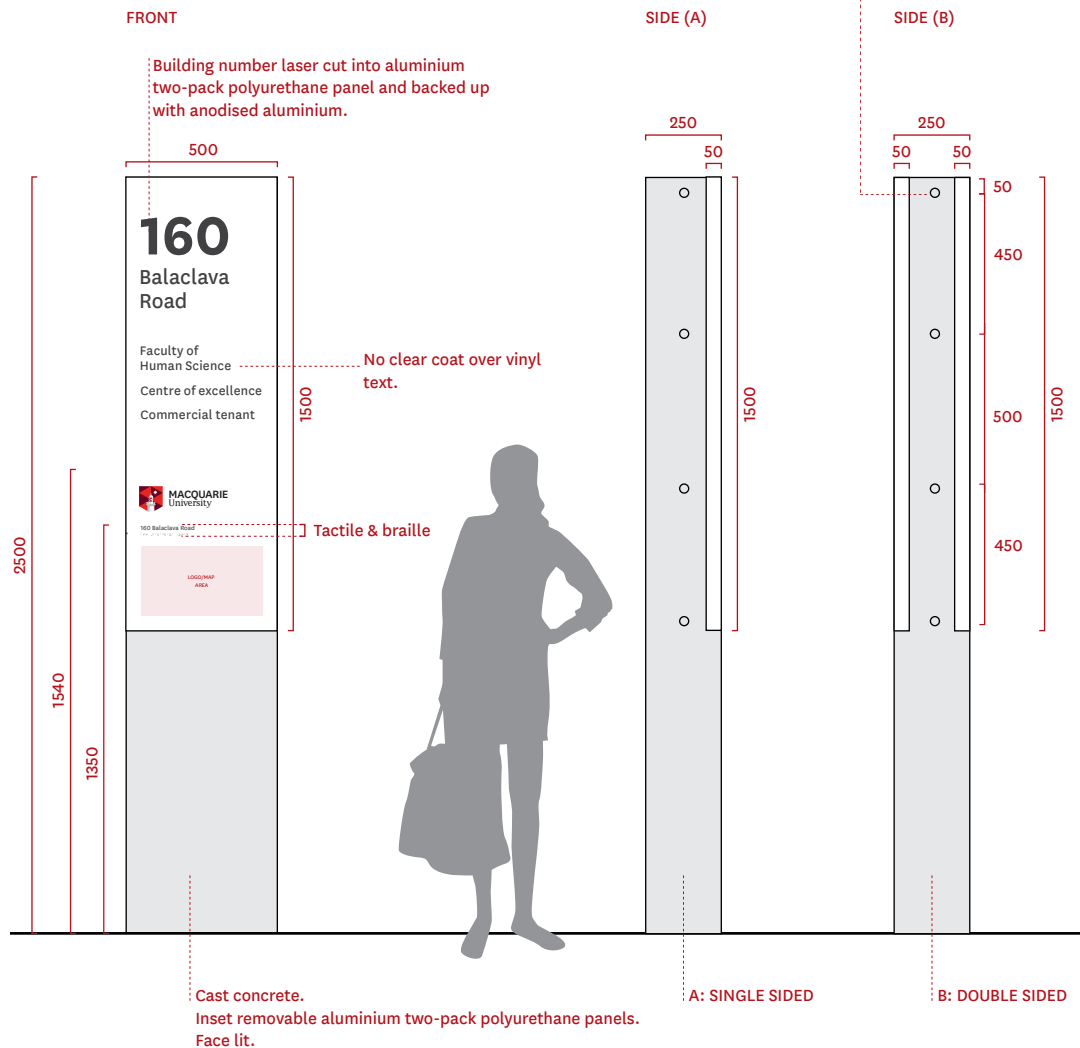 FRONT
SIDE (A)
SIDE (B)
Building number laser cut into aluminium
two-pack polyurethane panel and backed up
with anodised aluminium.
500
250
50
250
50
50
160
Balaclava
Road
Faculty of
Human Science
Centre of excellence
Commercial tenant
No clear coat over vinyl
text.
MACQUARIE
University
160 Balaclava Road
Tactile & braille
LOGO/MAP
AREA
1500
2500
1540
1350
1500
50
450
500
450
1500
Cast concrete.
Inset removable aluminium two-pack polyurethane panels.
Face lit.
A: SINGLE SIDED
B: DOUBLE SIDED